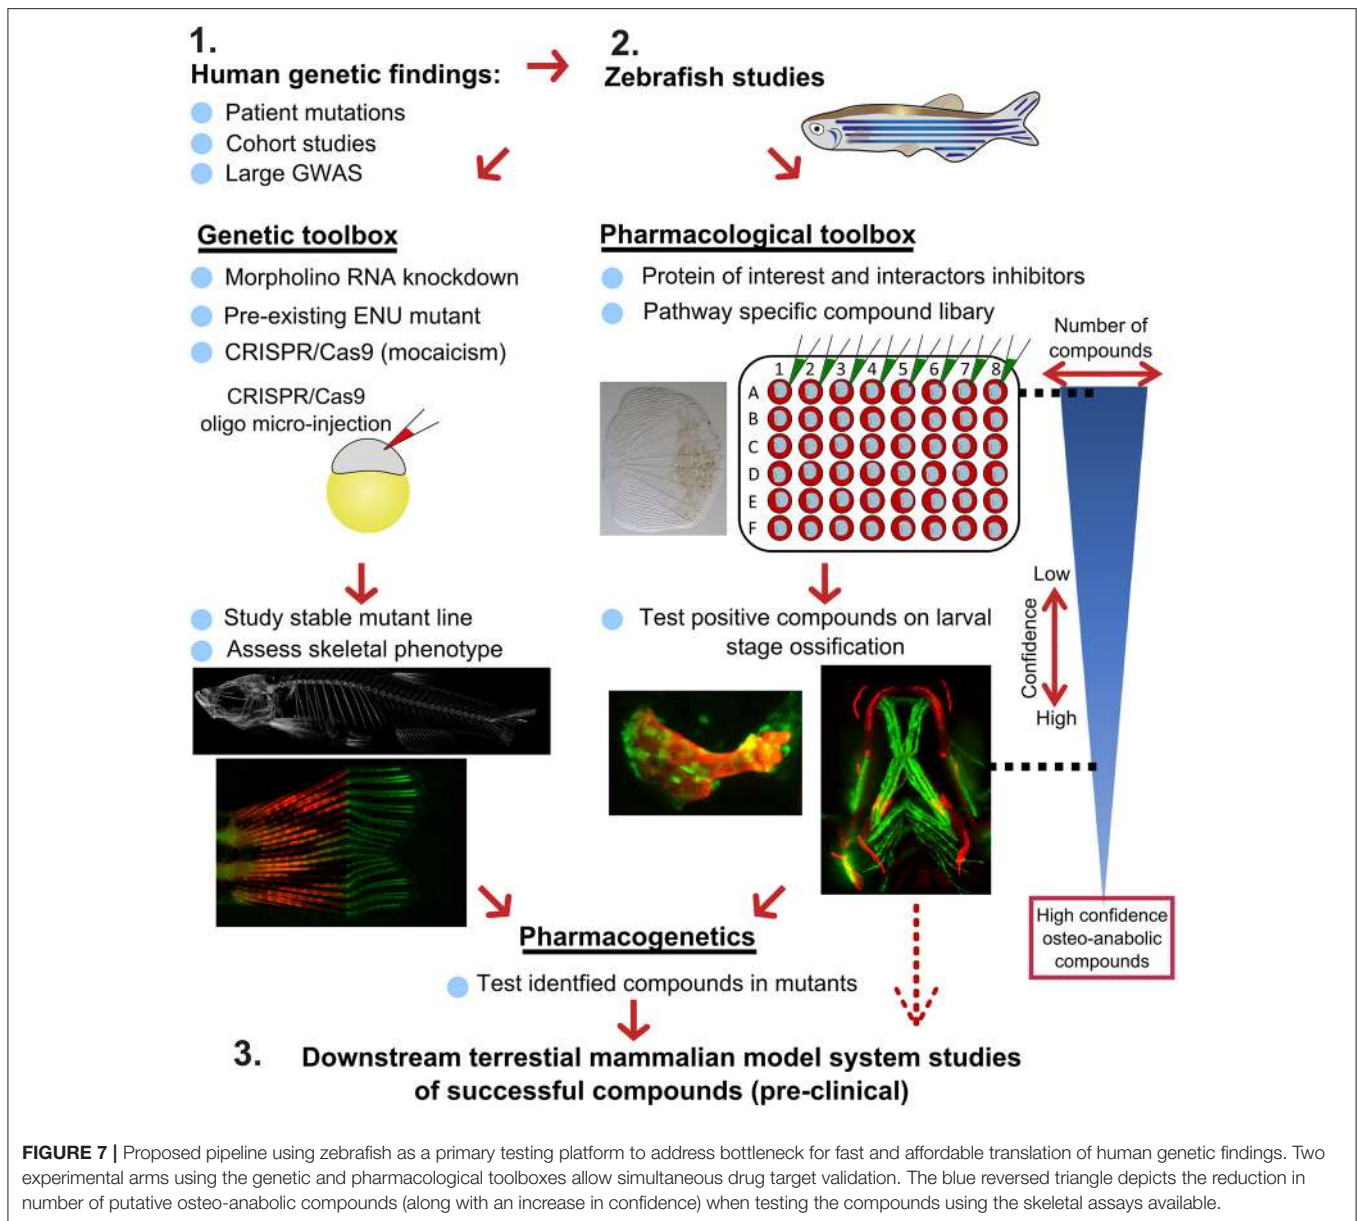 1.
Human genetic findings:
Patient mutations
Cohort studies
Large GWAS
2.
Zebrafish studies
Genetic toolbox
Morpholino RNA knockdown
Pre-existing ENU mutant
CRISPR/Cas9 (mocaicism)
CRISPR/Cas9
oligo micro-injection
Study stable mutant line
Assess skeletal phenotype
Pharmacological toolbox
Protein of interest and interactors inhibitors
Pathway specific compound libary
1 2 3 4 5 6 7 8
A
B
C
D
E
F
Test positive compounds on larval
stage ossification
Number of
compounds
Low
Confidence
High
High confidence
osteo-anabolic
compounds
Pharmacogenetics
Test identfied compounds in mutants
3.
Downstream terrestial mammalian model system studies
of successful compounds (pre-clinical)
FIGURE 7 | Proposed pipeline using zebrafish as a primary testing platform to address bottleneck for fast and affordable translation of human genetic findings. Two
experimental arms using the genetic and pharmacological toolboxes allow simultaneous drug target validation. The blue reversed triangle depicts the reduction in
number of putative osteo-anabolic compounds (along with an increase in confidence) when testing the compounds using the skeletal assays available.